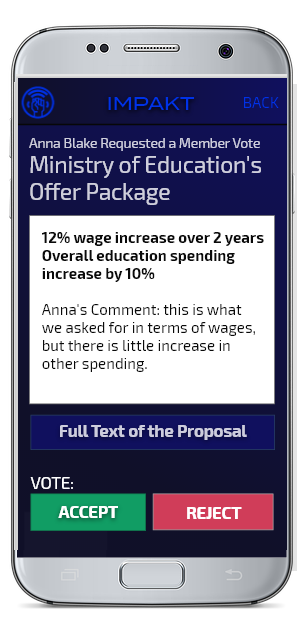 IMPAKT
BACK
Anna Blake Requested a Member Vote
Ministry of Education's
Offer Package
12% wage increase over 2 years
Overall education spending
increase by 10%
Anna's Comment: this is what
we asked for in terms of wages,
but there is little increase in
other spending.
Full Text of the Proposal
VOTE:
ACCEPT
REJECT